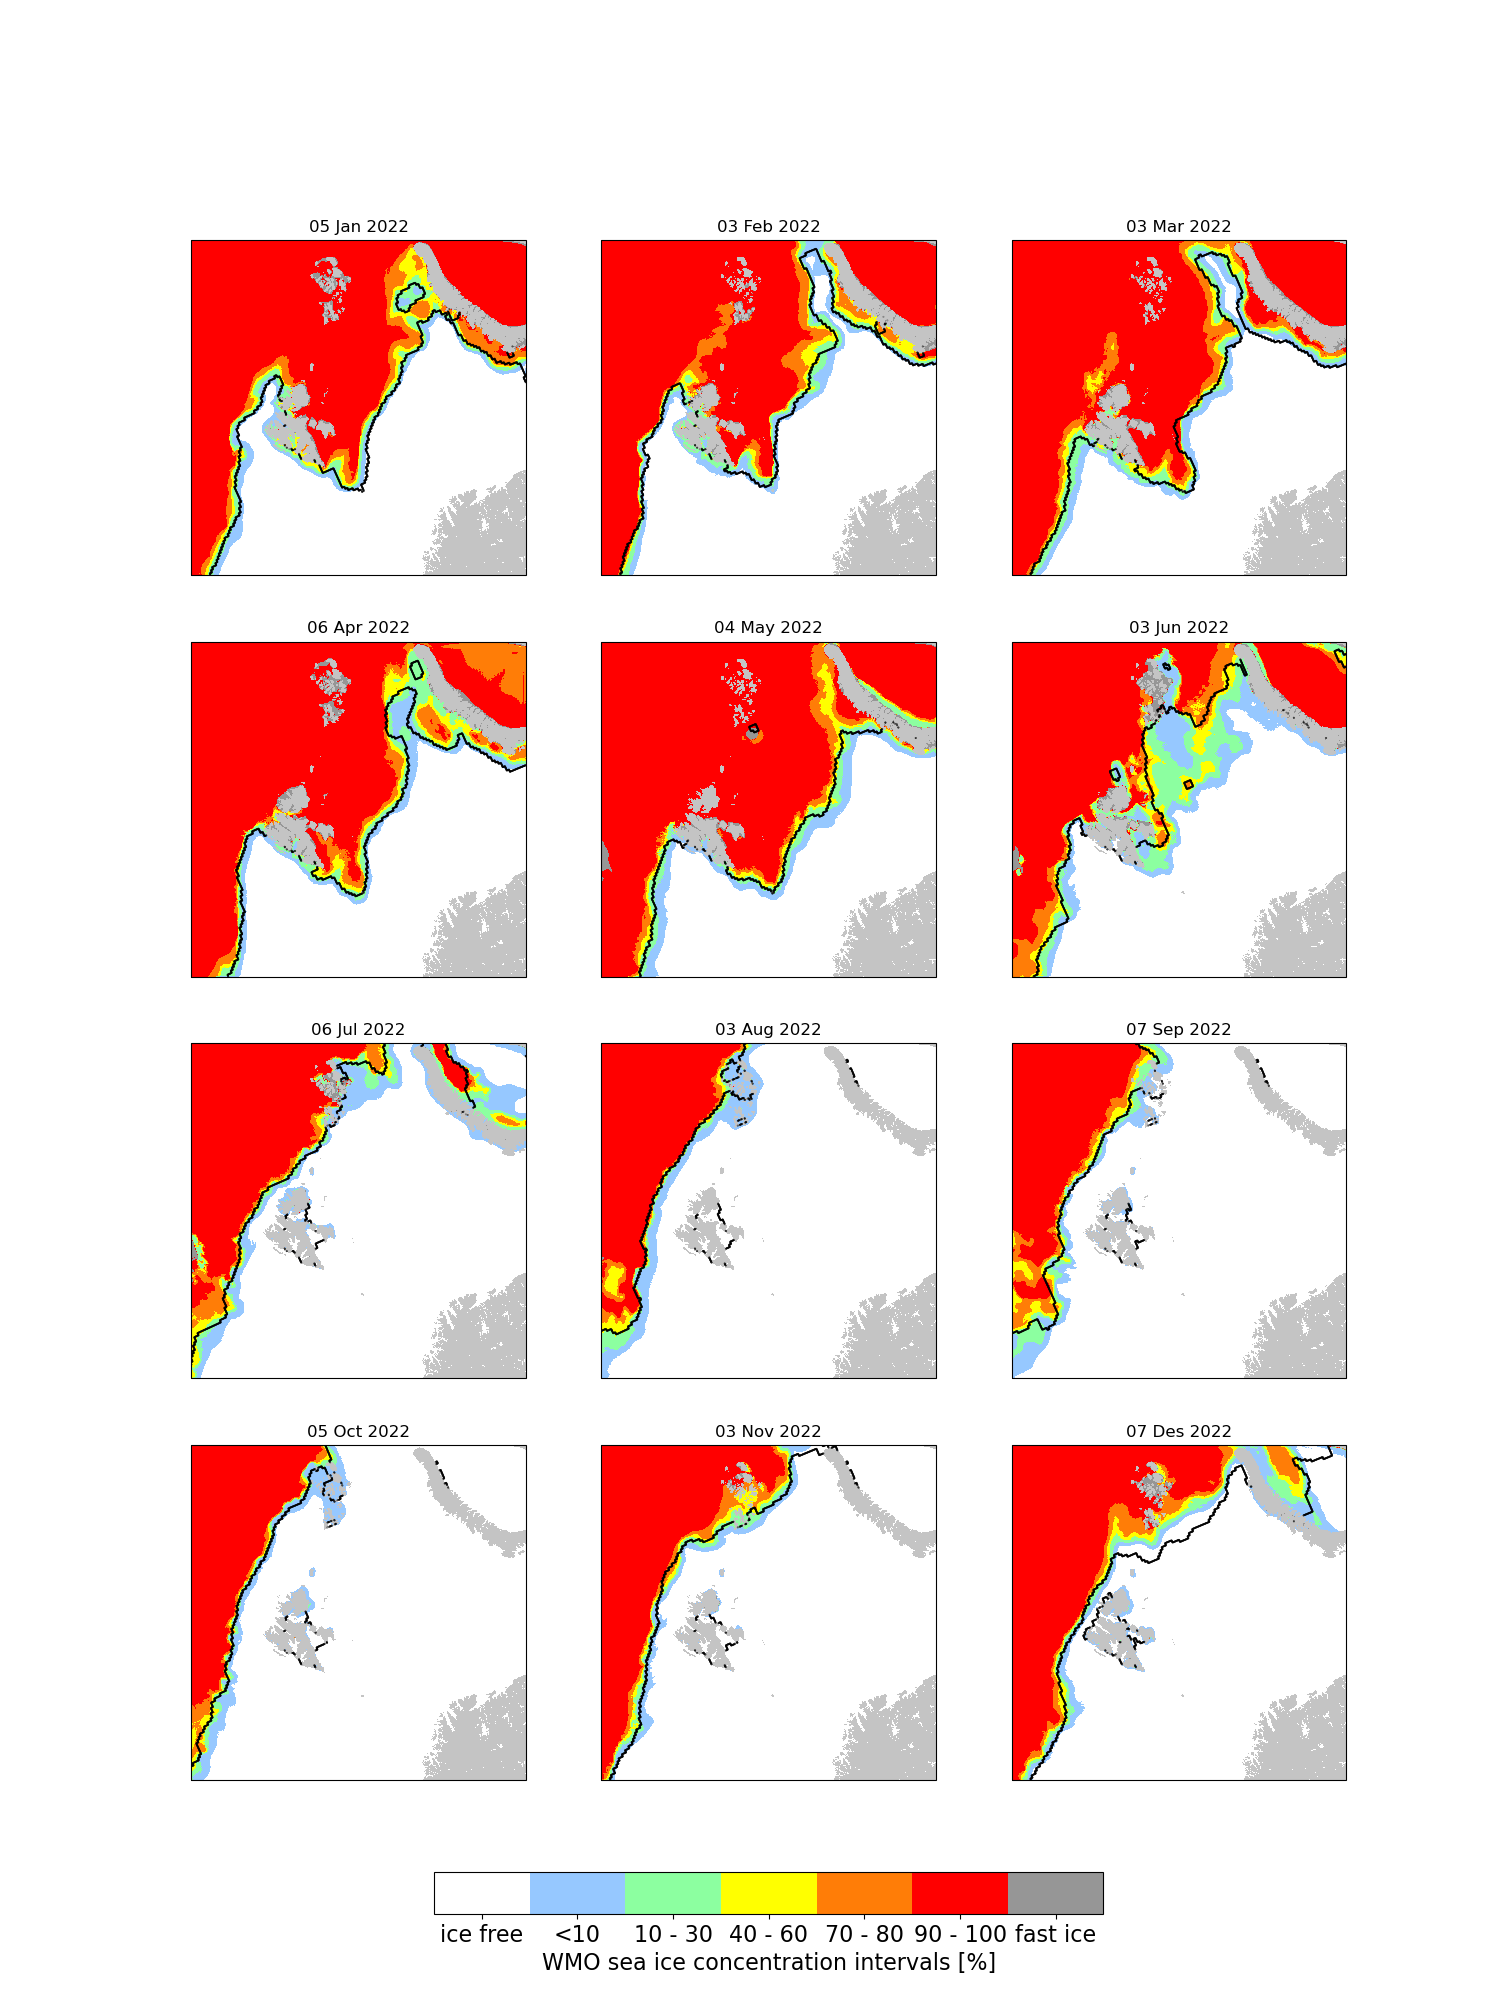 05 Jan 2022
03 Feb 2022
03 Mar 2022
06 Apr 2022
04 May 2022
03 Jun 2022
06 Jul 2022
03 Aug 2022
07 Sep 2022
05 Oct 2022
03 Nov 2022
07 Des 2022
ice free <10 10 - 30 40 - 60 70 - 80 90 - 100 fast ice
WMO sea ice concentration intervals [%]